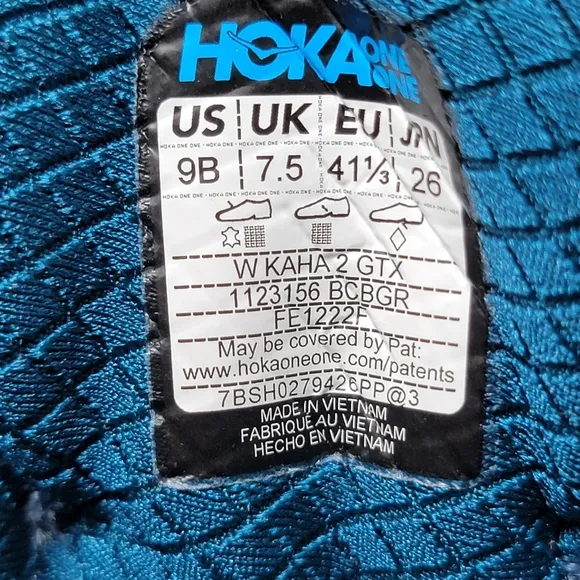 HOKA ONE ONE
US UK EU JPN
9B 7.5 41⅓ 26
W KAHA 2 GTX
1123156 BCBGR
FE1222F
May be covered by Pat:
www.hokaoneone.com/patents
7BSH0279426PP@3
MADE IN VIETNAM
FABRIQUÉ AU VIETNAM
HECHO EN VIETNAM